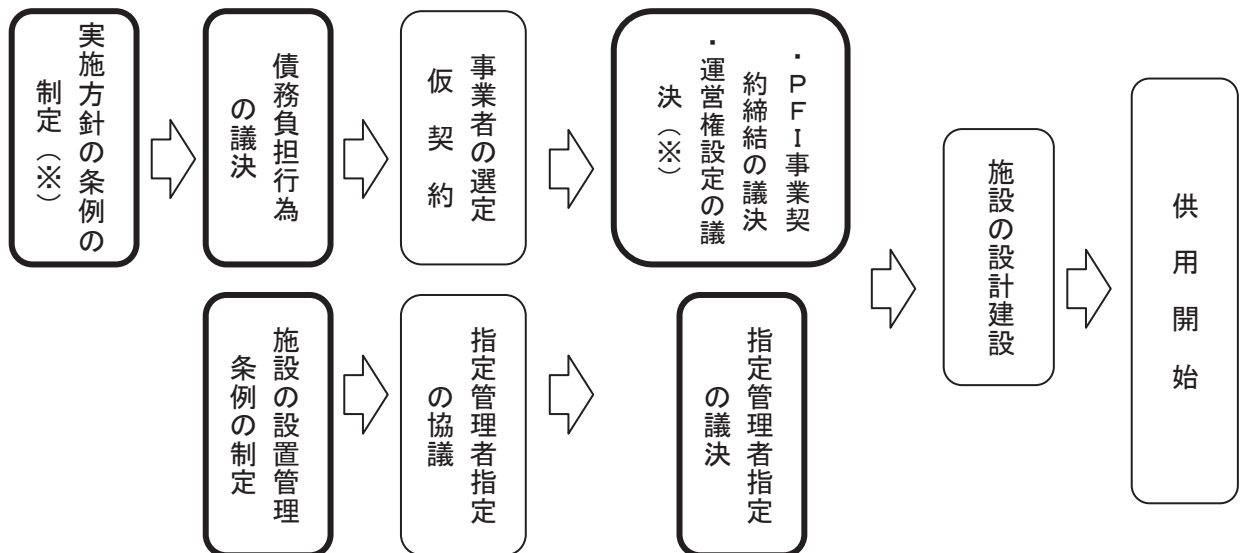 実施方針の条例の
制定（※）
債務負担行為
の議決
事業者の選定
仮契約
・ＰＦＩ事業契
約締結の議決
・運営権設定の議
決（※）
施設の設置管理
条例の制定
指定管理者指定
の協議
指定管理者指定
の議決
施設の設計建設
供用開始